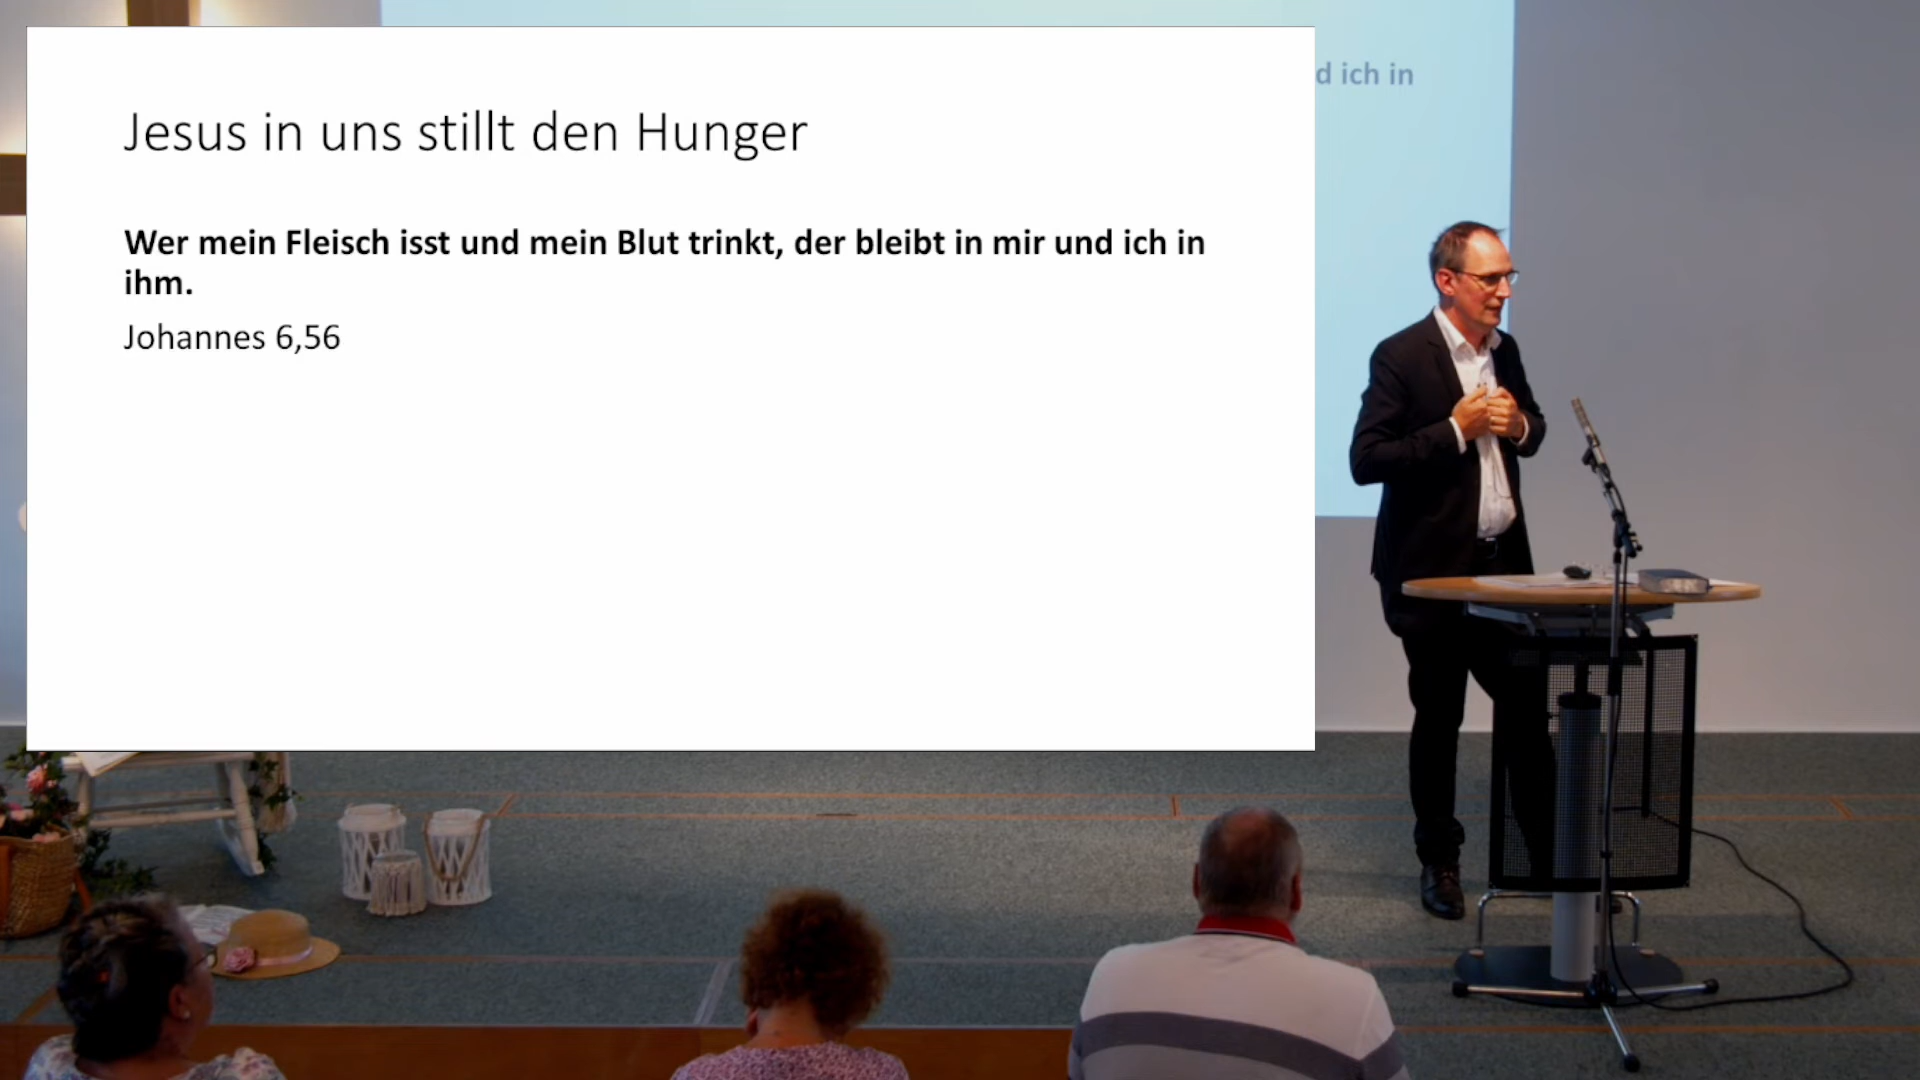 Jesus in uns stillt den Hunger
Wer mein Fleisch isst und mein Blut trinkt, der bleibt in mir und ich in
ihm.
Johannes 6,56
d ich in